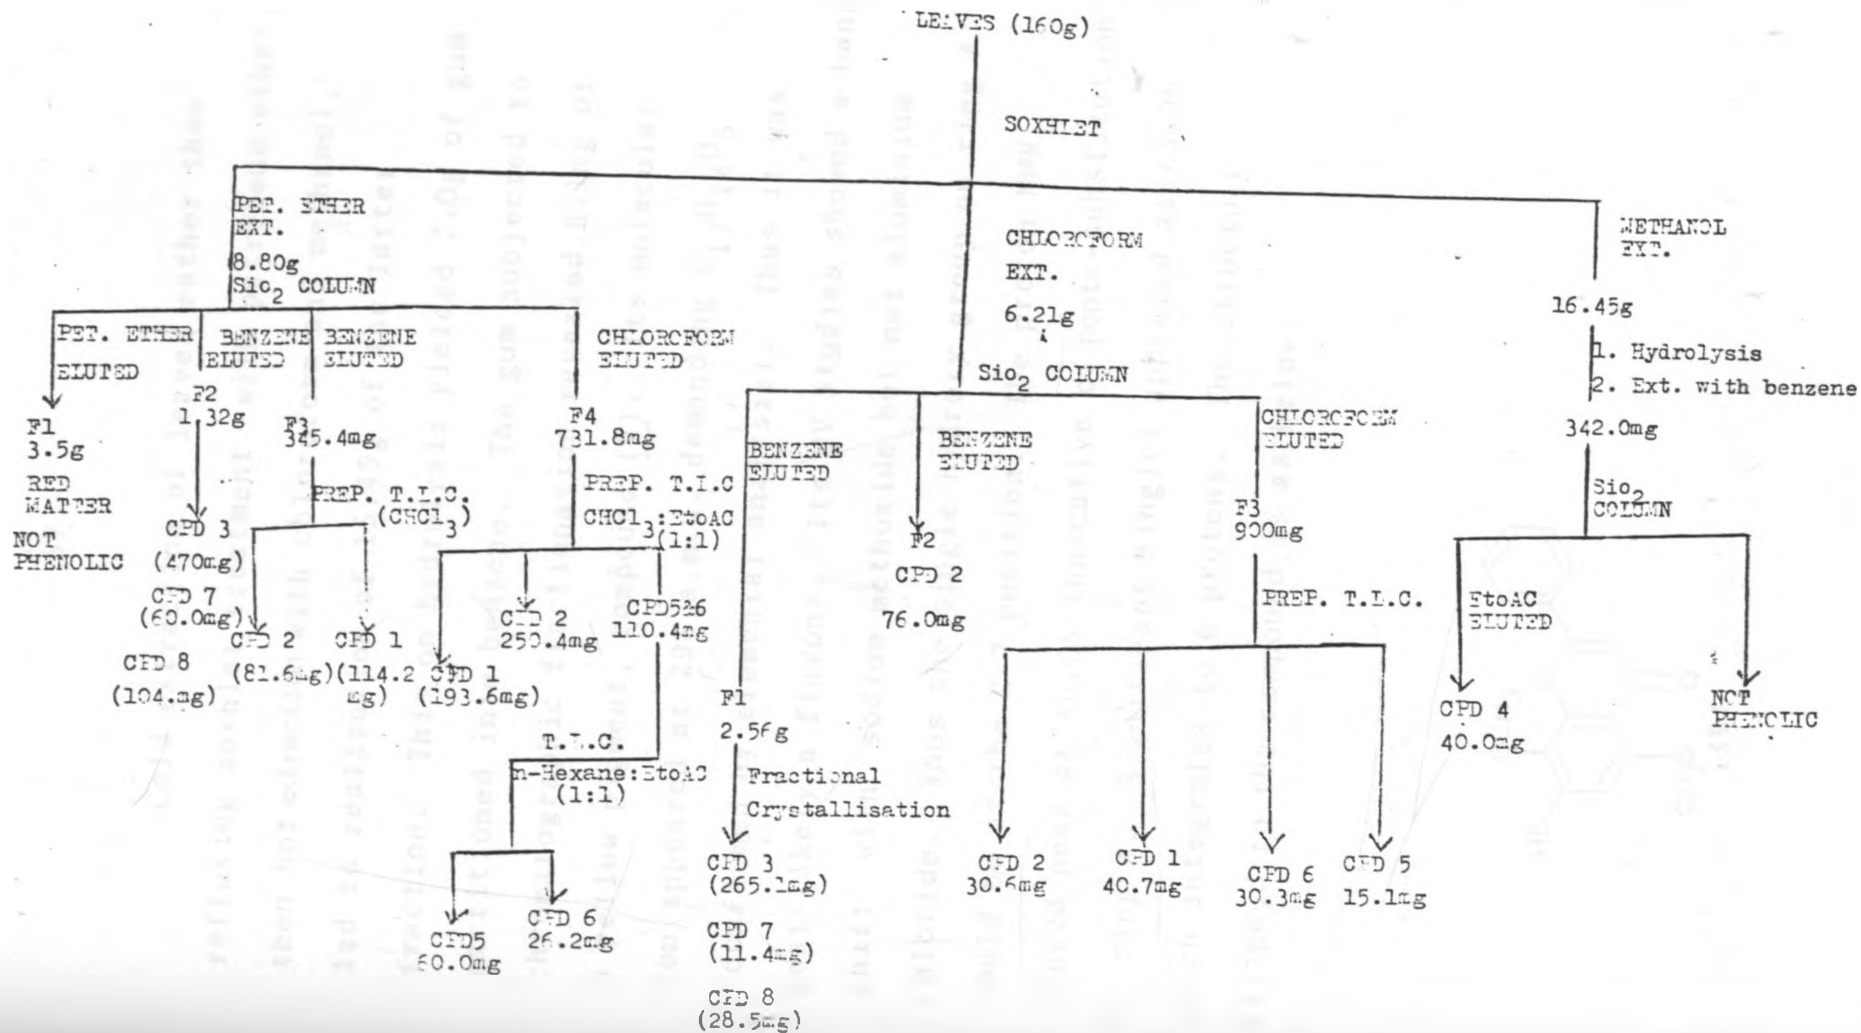 LEAVES (160g)
SOXHLET
PET. ETHER
EXT.
8.80g
Sio2 COLUMN
PET. ETHER
ELUTED
F1
3.5g
RED
MATTER
NOT
PHENOLIC
BENZENE
ELUTED
F2
1.32g
CPD 3
(470mg)
CPD 7
(60.0mg)
CPD 8
(104.mg)
BENZENE
ELUTED
F3
345.4mg
PREP. T.L.C.
(CHCl3)
CPD 2
(81.6mg)
CPD 1
(114.2
mg)
CHLOROFORM
ELUTED
F4
731.8mg
PREP. T.L.C
CHCl3:EtoAC
(1:1)
CPD 1
(193.6mg)
CPD 2
250.4mg
CPD5&6
110.4mg
T.L.C.
n-Hexane:EtoAC
(1:1)
CPD5
60.0mg
CPD 6
26.2mg
CHLOROFORM
EXT.
6.21g
Sio2 COLUMN
BENZENE
ELUTED
F1
2.56g
Fractional
Crystallisation
CPD 3
(265.1mg)
CPD 7
(11.4mg)
CPD 8
(28.5mg)
BENZENE
ELUTED
F2
CPD 2
76.0mg
CHLOROFORM
ELUTED
F3
900mg
PREP. T.L.C.
CPD 2
30.6mg
CPD 1
40.7mg
CPD 6
30.3mg
CPD 5
15.1mg
METHANOL
EXT.
16.45g
1. Hydrolysis
2. Ext. with benzene
342.0mg
Sio2
COLUMN
EtoAC
ELUTED
CPD 4
40.0mg
NOT
PHENOLIC